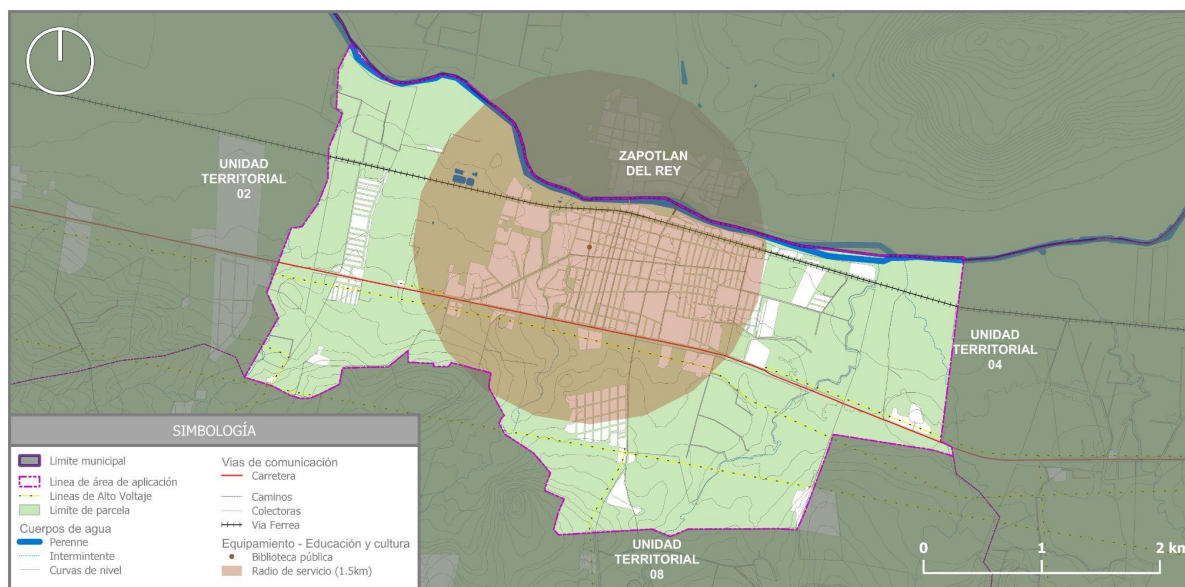 ZAPOTLAN
DEL REY
UNIDAD
TERRITORIAL
02
UNIDAD
TERRITORIAL
04
SIMBOLOGÍA
Limite municipal
Linea de área de aplicación
Lineas de Alto Voltaje
Limite de parcela
Cuerpos de agua
Perenne
Intermintente
Curvas de nivel
Vias de comunicación
Carretera
Caminos
Colectoras
Via Ferrea
Equipamiento - Educación y cultura
Biblioteca pública
Radio de servicio (1.5km)
UNIDAD
TERRITORIAL
08
0 1 2 km